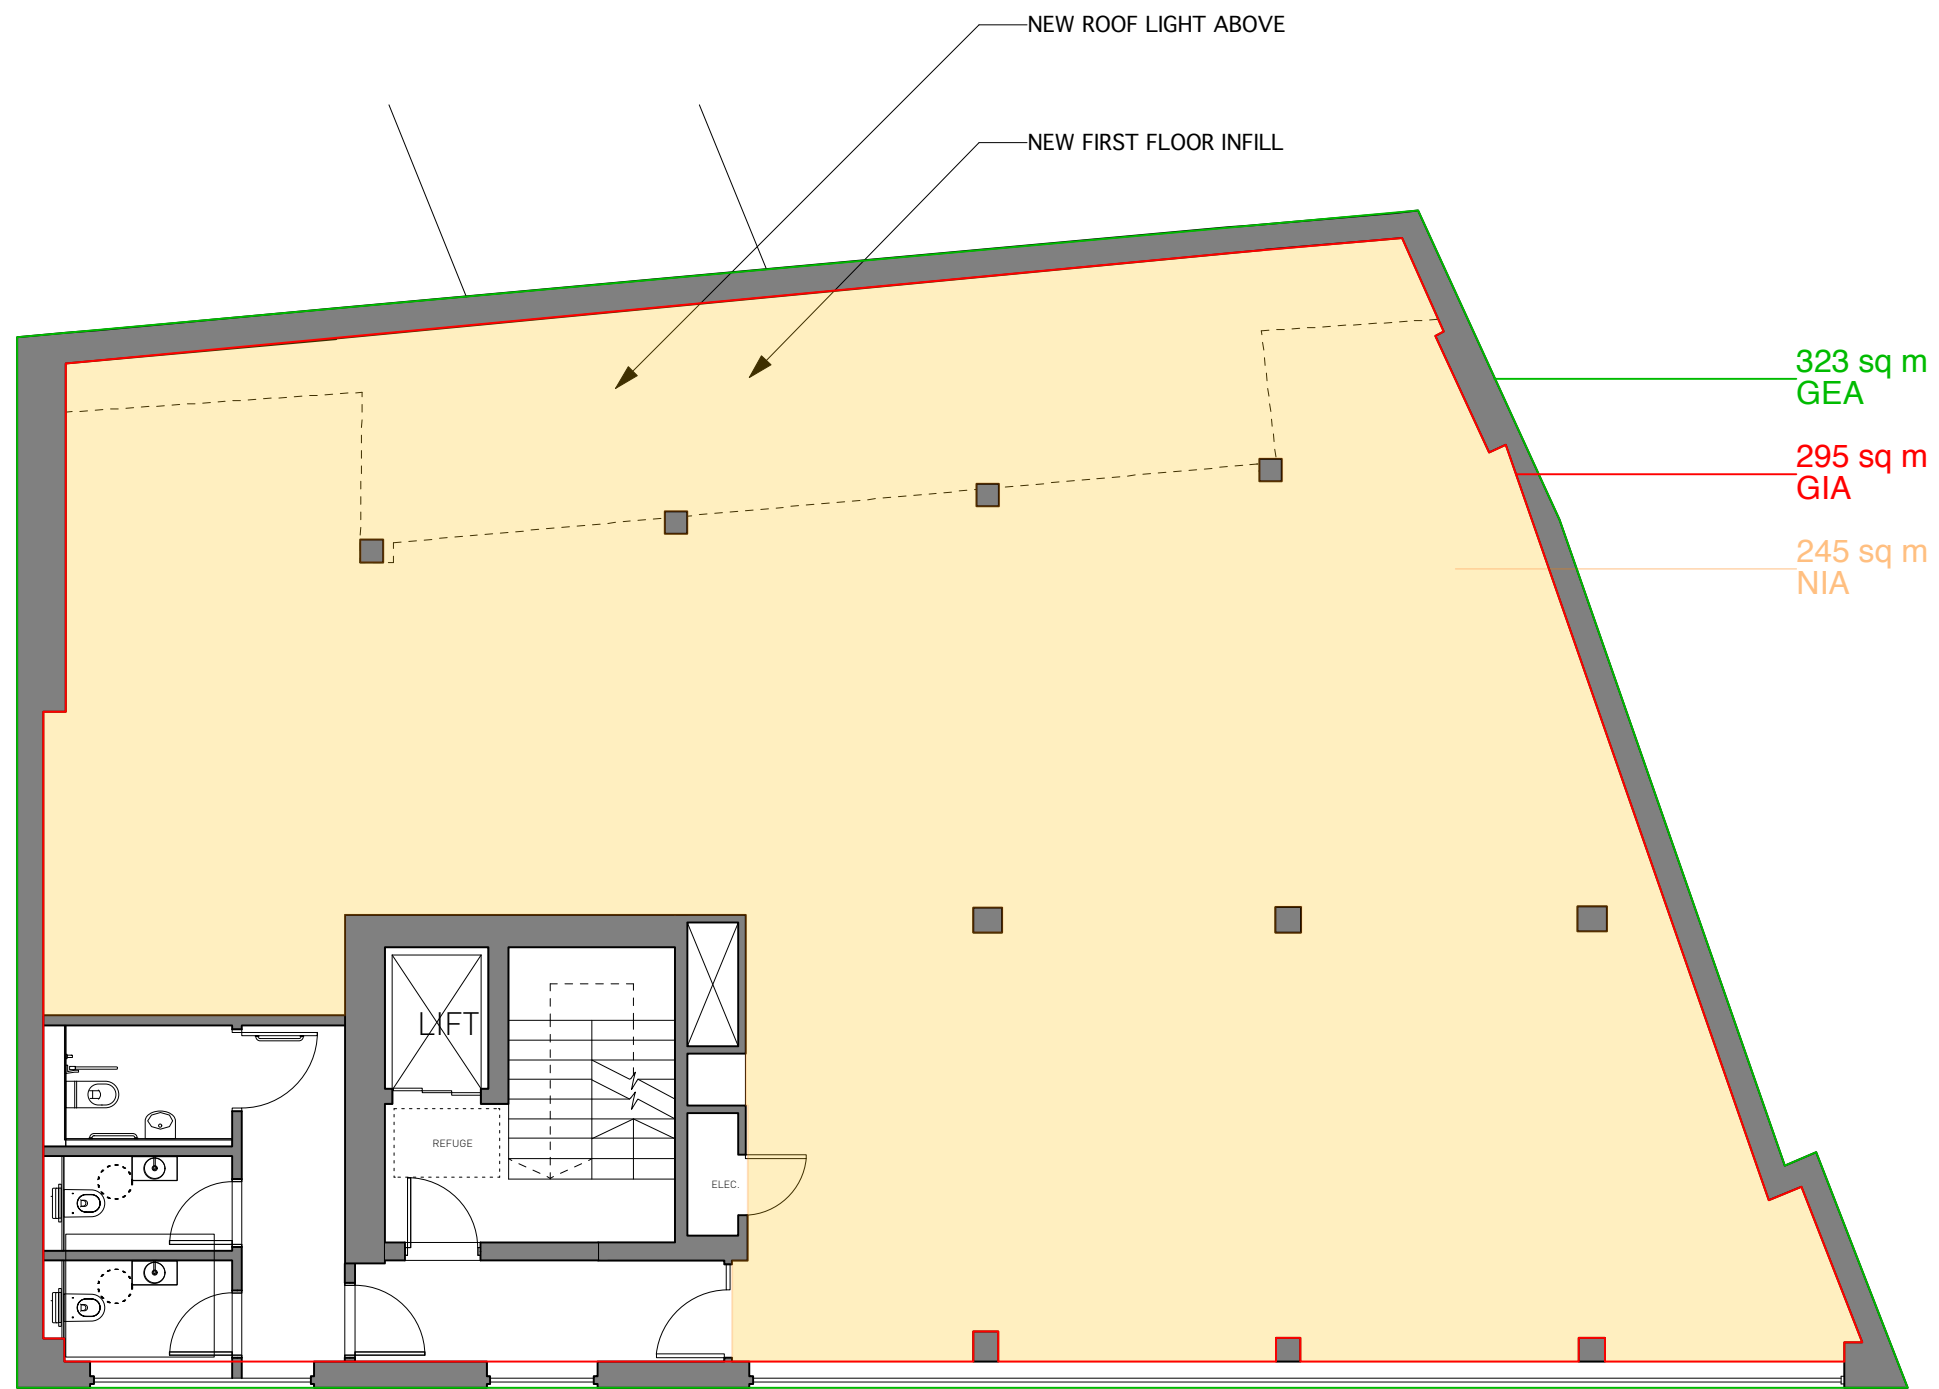 NEW ROOF LIGHT ABOVE
NEW FIRST FLOOR INFILL
323 sq m
GEA
295 sq m
GIA
245 sq m
NIA
LIFT
REFUGE
ELEC.